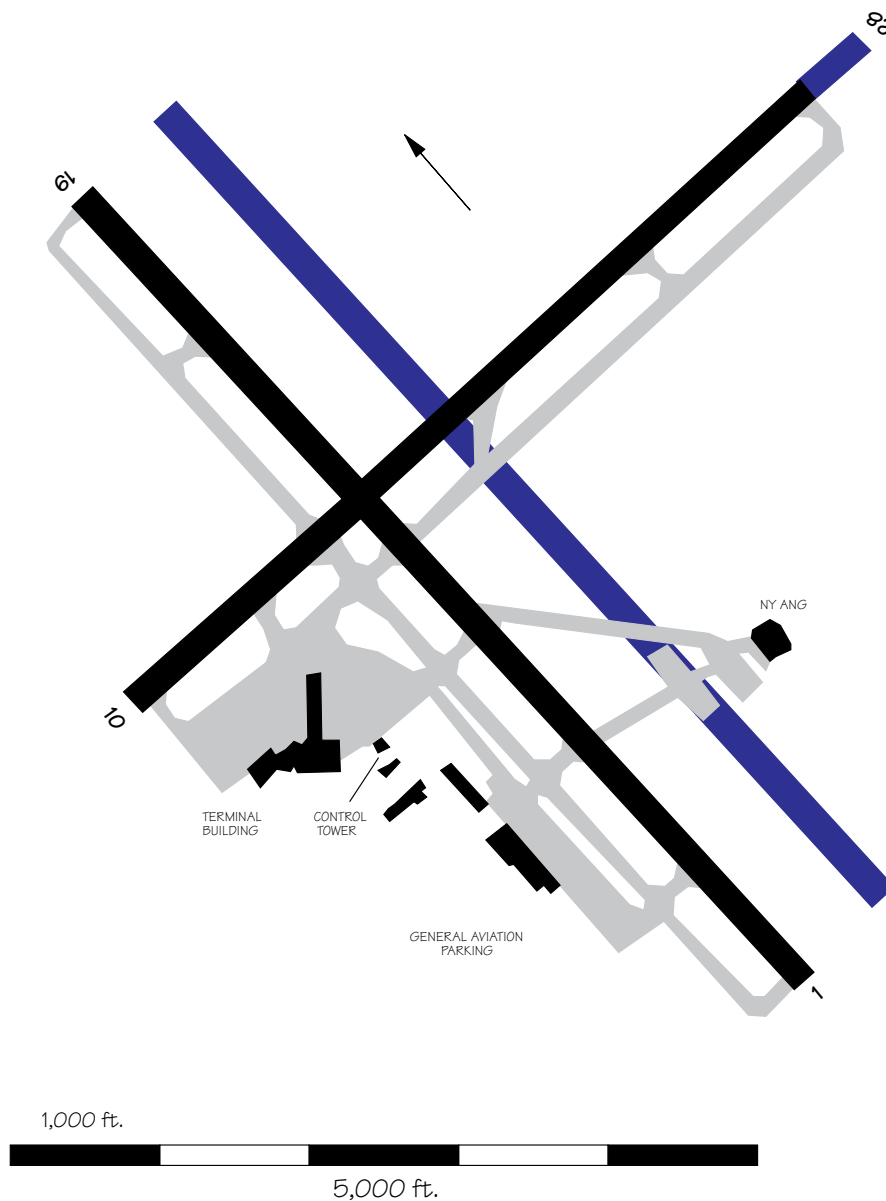 28
19
NY ANG
10
TERMINAL
BUILDING
CONTROL
TOWER
GENERAL AVIATION
PARKING
1
1,000 ft.
5,000 ft.